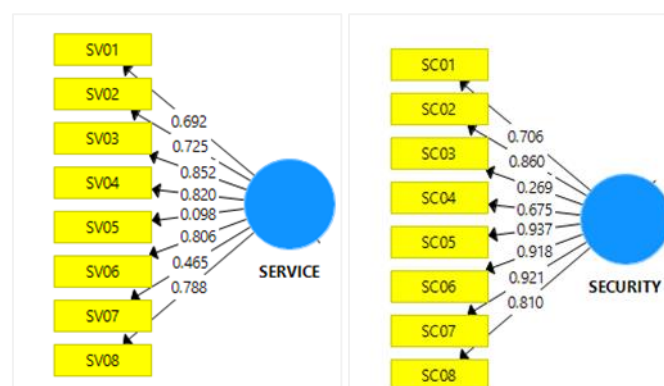 SV01
SV02
SV03
SV04
SV05
SV06
SV07
SV08
0.692
0.725
0.852
0.820
0.098
0.806
0.465
0.788
SERVICE
SC01
SC02
SC03
SC04
SC05
SC06
SC07
SC08
0.706
0.860
0.269
0.675
0.937
0.918
0.921
0.810
SECURITY